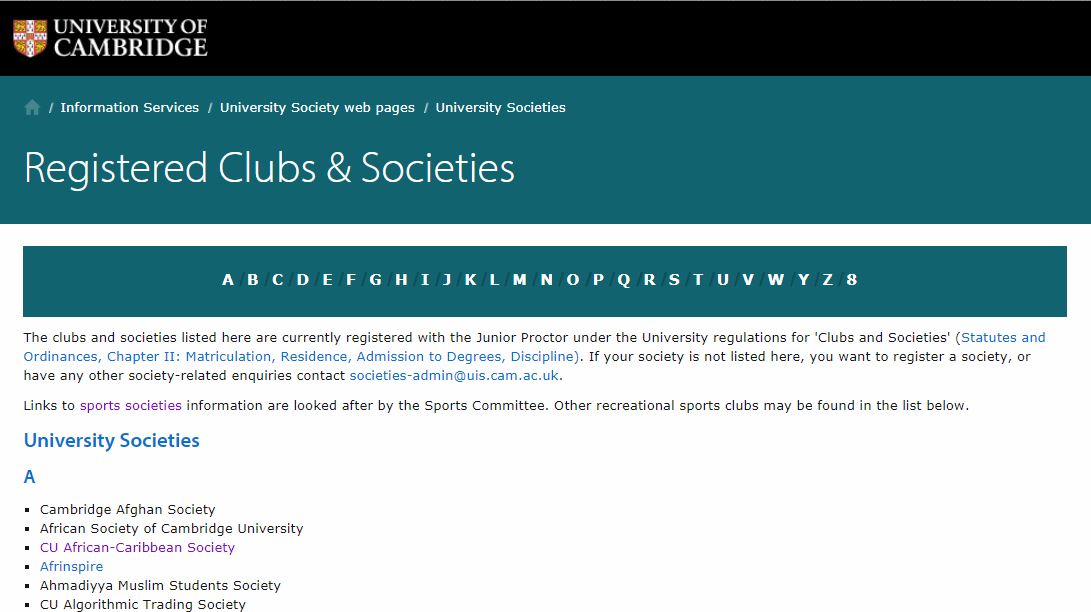 UNIVERSITY OF
CAMBRIDGE
/ Information Services / University Society web pages / University Societies
Registered Clubs & Societies
A / B / C / D / E / F / G / H / I / J / K / L / M / N / O / P / Q / R / S / T / U / V / W / Y / Z / 8
The clubs and societies listed here are currently registered with the Junior Proctor under the University regulations for 'Clubs and Societies' (Statutes and
Ordinances, Chapter II: Matriculation, Residence, Admission to Degrees, Discipline). If your society is not listed here, you want to register a society, or
have any other society-related enquiries contact societies-admin@uis.cam.ac.uk.
Links to sports societies information are looked after by the Sports Committee. Other recreational sports clubs may be found in the list below.
University Societies
A
▪ Cambridge Afghan Society
▪ African Society of Cambridge University
▪ CU African-Caribbean Society
▪ Afrinspire
▪ Ahmadiyya Muslim Students Society
▪ CU Algorithmic Trading Society